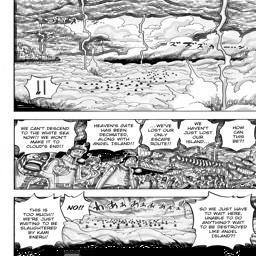 !!
HOW
CAN
THIS
BE?!
WE
HAVEN'T
JUST LOST
OUR
ISLAND...
...WE'VE
LOST OUR
ONLY
ESCAPE
ROUTE!!
HEAVEN'S
GATE
HAS BEEN
DECIMATED
ALONG WITH
ANGEL ISLAND!!
WE CAN'T DESCEND
TO THE WHITE SEA
NOW!! WE WON'T
MAKE IT TO
CLOUD'S END!!
SO WE JUST HAVE
TO WAIT HERE,
UNABLE TO DO
ANYTHING? WAIT
TO BE DESTROYED
LIKE ANGEL
ISLAND?!
NO!!
THIS IS
TOO MUCH!!
WE'RE JUST
WAITING TO BE
SLAUGHTERED
BY KAMI
ENERU!!